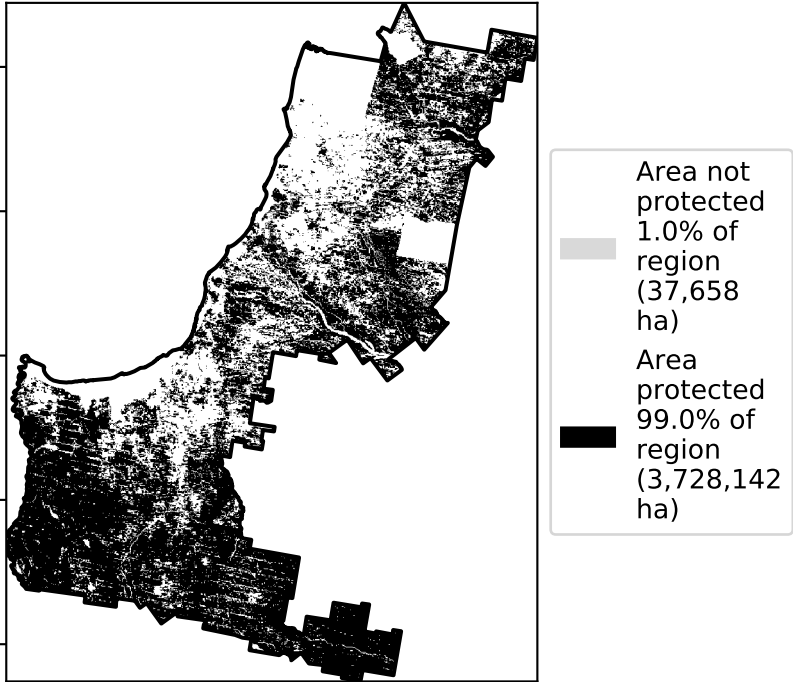 Area not
protected
1.0% of
region
(37,658
ha)
Area
protected
99.0% of
region
(3,728,142
ha)